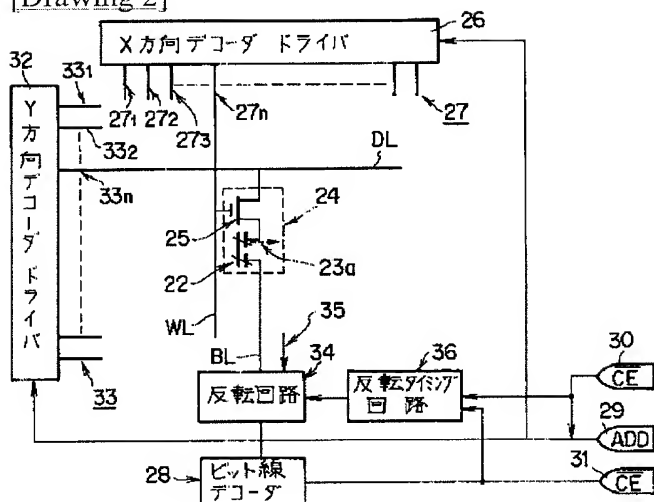 [Drawing 2]
X方向デコーダ ドライバ
26
32
33₁
33₂
33n
33
27₁
27₂
27₃
27n
27
Y方向デコーダドライバ
DL
24
25
23a
22
WL
BL
35
34
36
反転回路
反転タイミング
回路
30
CE
29
ADD
31
CE
28
ビット線
デコーダ